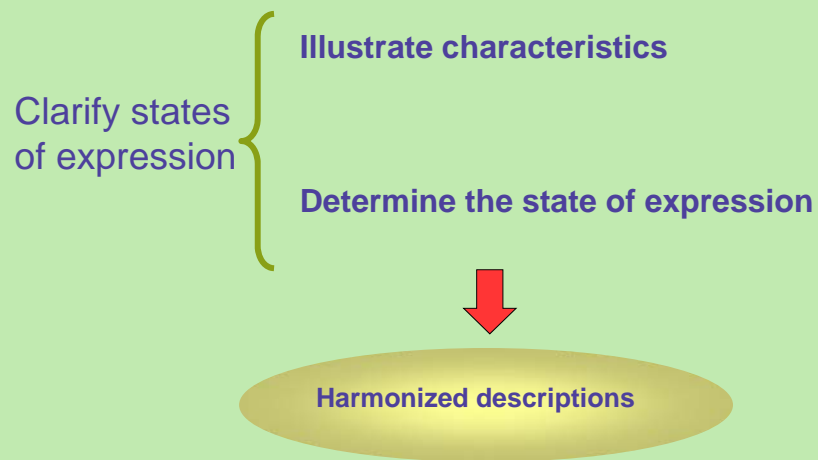 Illustrate characteristics
Clarify states
of expression
Determine the state of expression
Harmonized descriptions